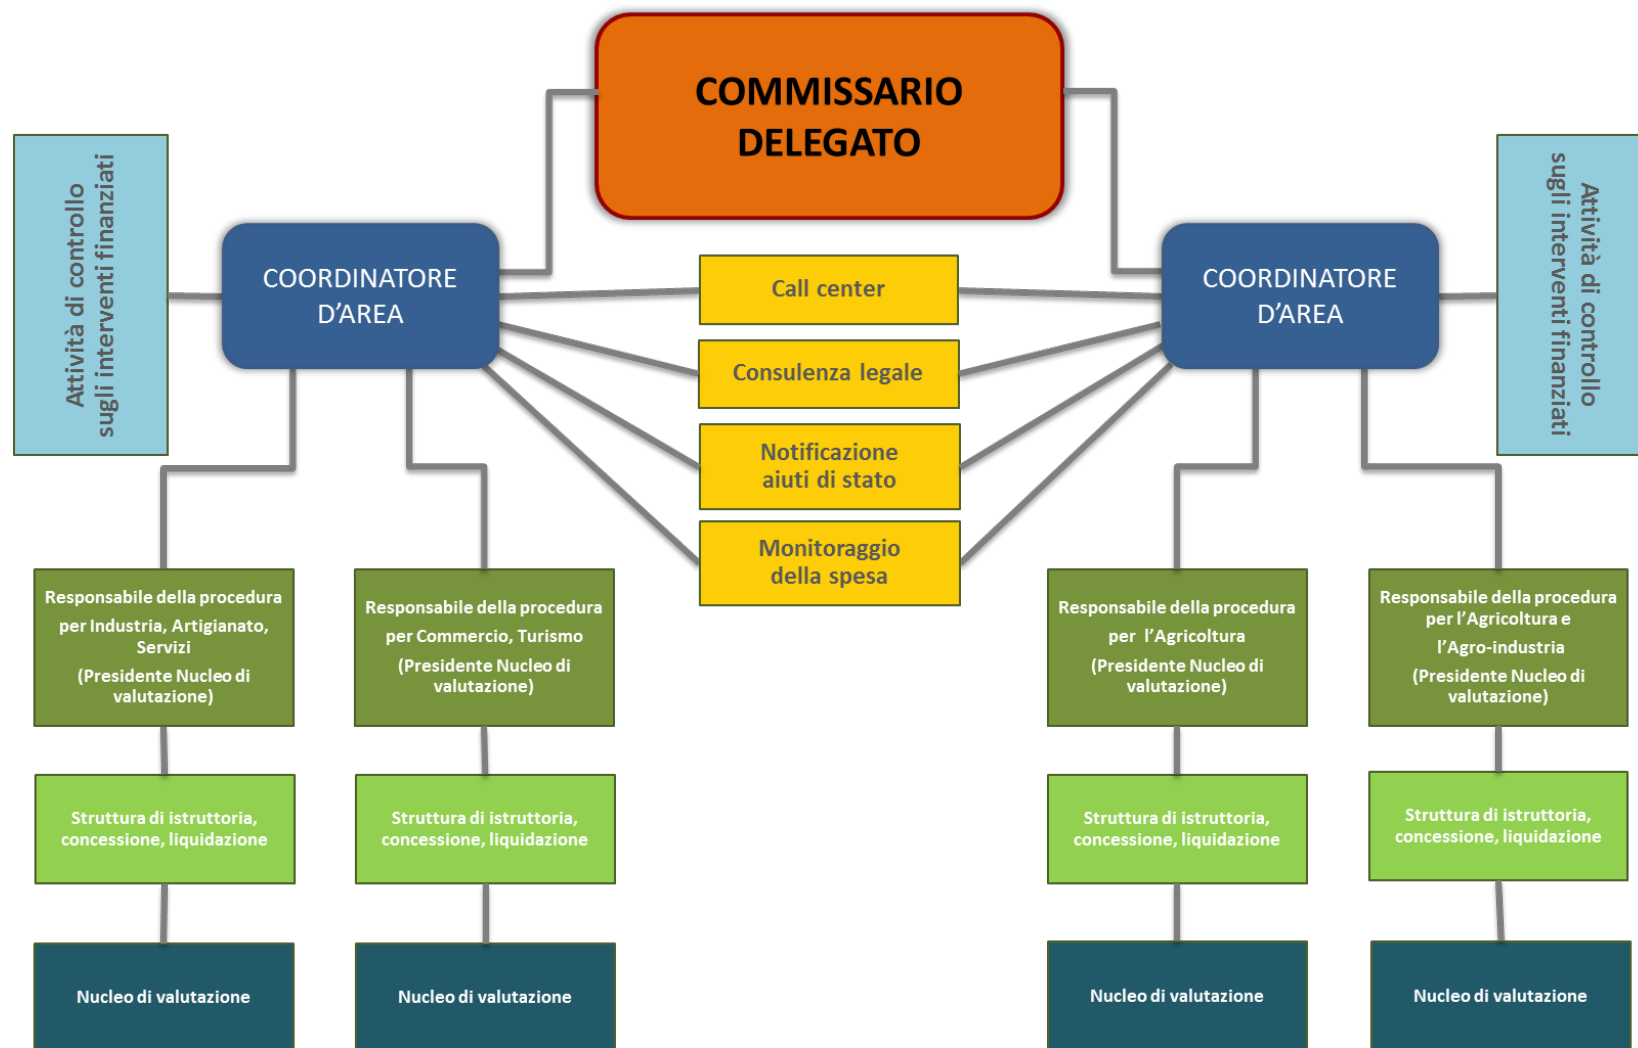 COMMISSARIO
DELEGATO
Attività di controllo
sugli interventi finanziati
COORDINATORE
D’AREA
Call center
Consulenza legale
Notificazione
aiuti di stato
Monitoraggio
della spesa
COORDINATORE
D’AREA
Attività di controllo
sugli interventi finanziati
Responsabile della procedura
per Industria, Artigianato,
Servizi
(Presidente Nucleo di
valutazione)
Responsabile della procedura
per Commercio, Turismo
(Presidente Nucleo di
valutazione)
Responsabile della procedura
per l’Agricoltura
(Presidente Nucleo di
valutazione)
Responsabile della procedura
per l’Agricoltura e
l’Agro-industria
(Presidente Nucleo di
valutazione)
Struttura di istruttoria,
concessione, liquidazione
Struttura di istruttoria,
concessione, liquidazione
Struttura di istruttoria,
concessione, liquidazione
Struttura di istruttoria,
concessione, liquidazione
Nucleo di valutazione
Nucleo di valutazione
Nucleo di valutazione
Nucleo di valutazione